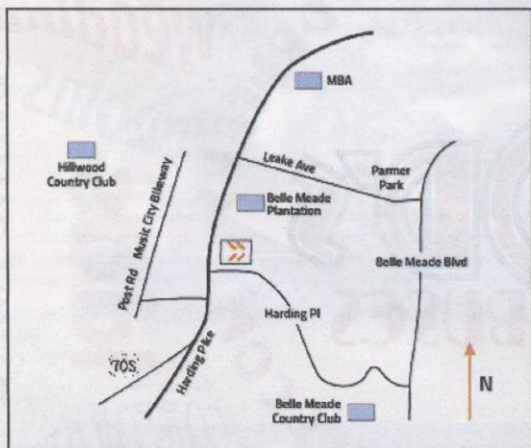 MBA
Leake Ave
Parmer
Park
Hillwood
Country Club
Post Rd Music City Bikeway
Belle Meade
Plantation
Belle Meade Blvd
Harding Pl
70S
Harding Pike
Belle Meade
Country Club
N